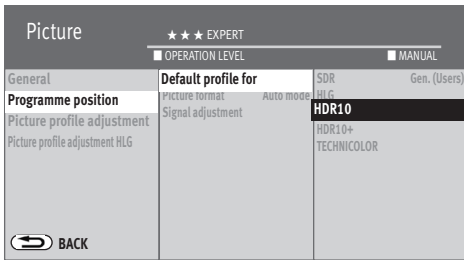 Picture
★ ★ ★ EXPERT
OPERATION LEVEL
MANUAL
General
Programme position
Picture profile adjustment
Picture profile adjustment HLG
BACK
Default profile for
Picture format Auto mode
Signal adjustment
SDR Gen. (Users)
HLG
HDR10
HDR10+
TECHNICOLOR